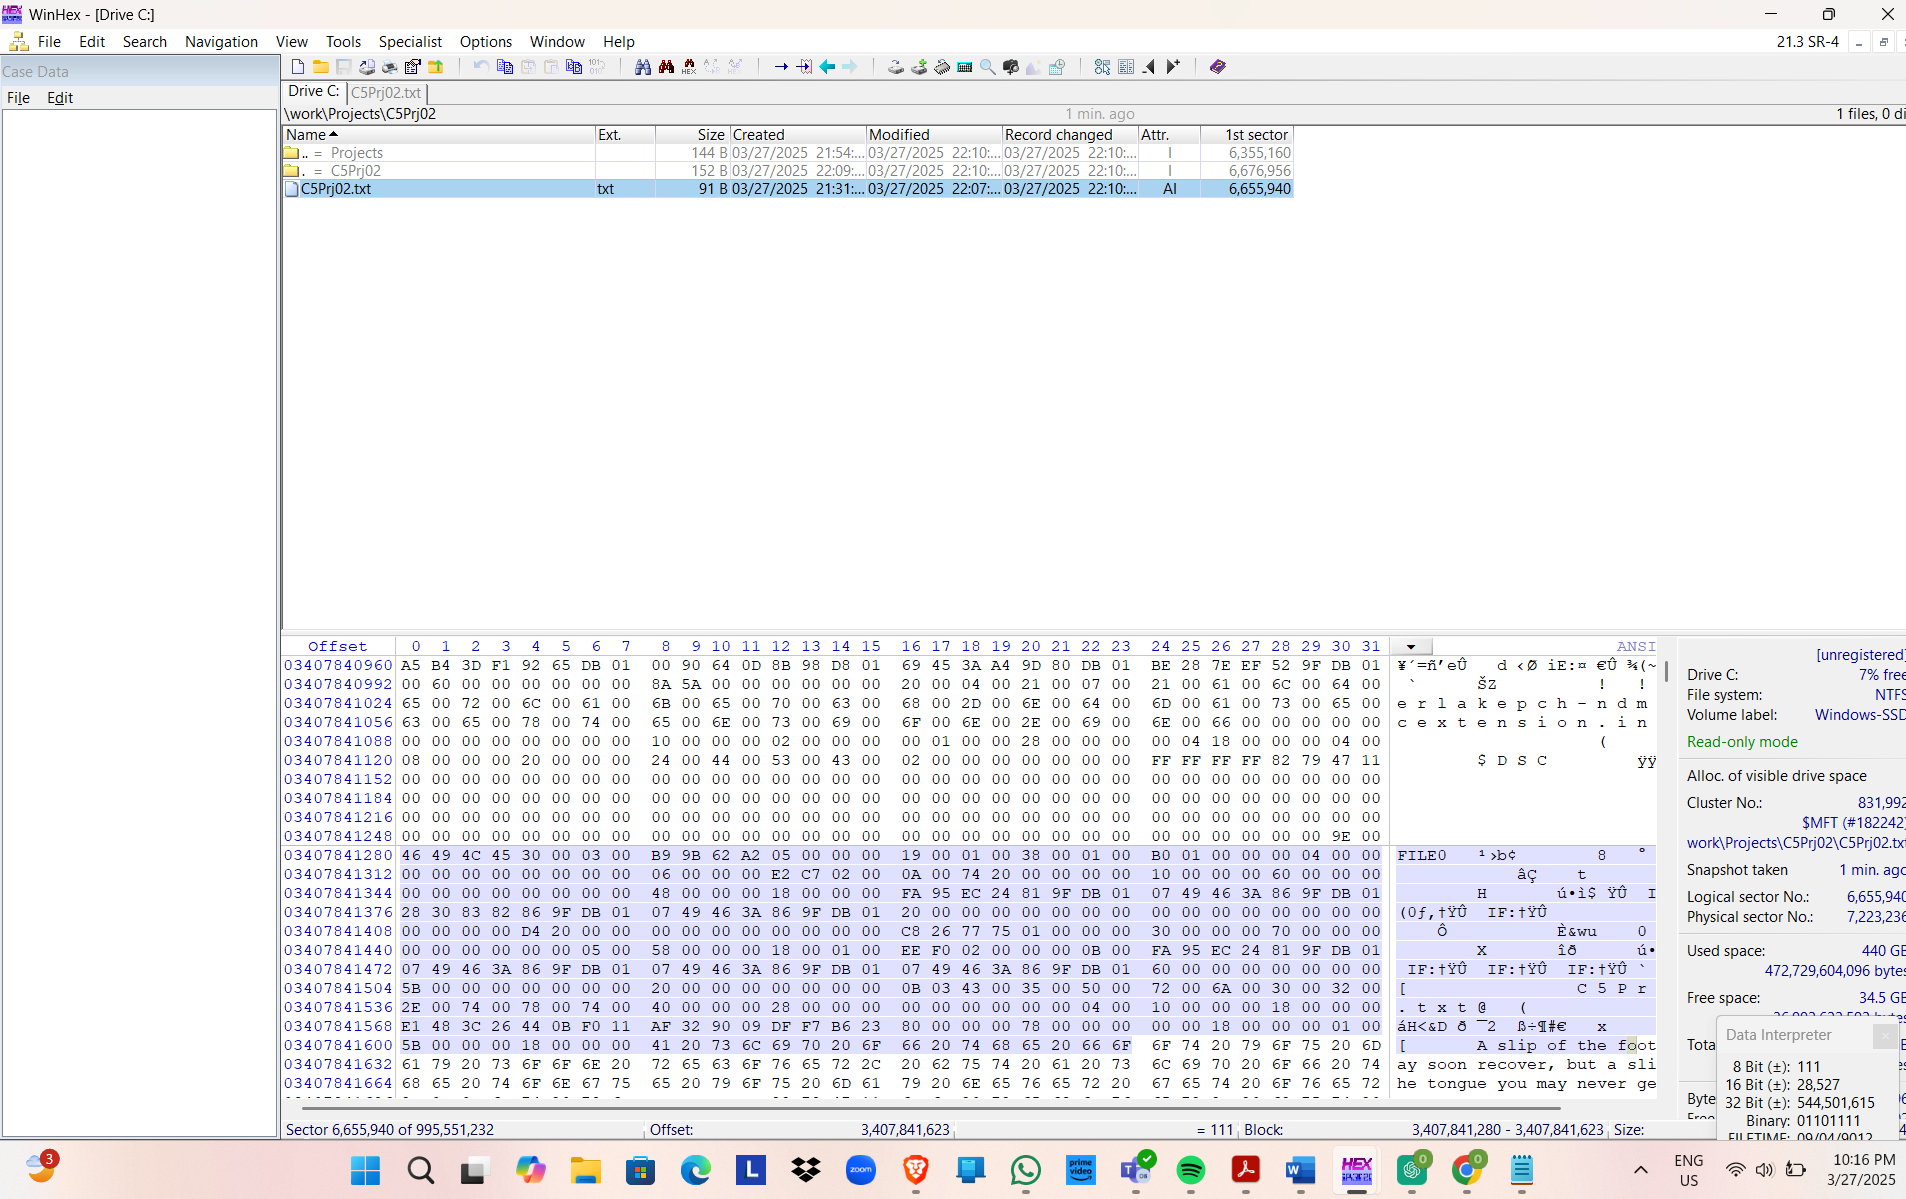 WinHex - [Drive C:]
File Edit Search Navigation View Tools Specialist Options Window Help 21.3 SR-4
Case Data
File Edit
Drive C: C5Prj02.txt
\work\Projects\C5Prj02 1 min. ago 1 files, 0 di
Name Ext. Size Created Modified Record changed Attr. 1st sector
.. = Projects 144 B 03/27/2025 21:54:... 03/27/2025 22:10:... 03/27/2025 22:10:... I 6,355,160
. = C5Prj02 152 B 03/27/2025 22:09:... 03/27/2025 22:10:... 03/27/2025 22:10:... I 6,676,956
C5Prj02.txt txt 91 B 03/27/2025 21:31:... 03/27/2025 22:07:... 03/27/2025 22:10:... AI 6,655,940
Offset 0 1 2 3 4 5 6 7 8 9 10 11 12 13 14 15 16 17 18 19 20 21 22 23 24 25 26 27 28 29 30 31 ANSI
03407840960 A5 B4 3D F1 92 65 DB 01 00 90 64 0D 8B 98 D8 01 69 45 3A A4 9D 80 DB 01 BE 28 7E EF 52 9F DB 01 ¥´=ñ’eÛ d ‹Ø iE:¤ €Û ¾(~
03407840992 00 60 00 00 00 00 00 00 8A 5A 00 00 00 00 00 00 20 00 04 00 21 00 07 00 21 00 61 00 6C 00 64 00 ` ŠZ ! !
03407841024 65 00 72 00 6C 00 61 00 6B 00 65 00 70 00 63 00 68 00 2D 00 6E 00 64 00 6D 00 61 00 73 00 65 00 e r l a k e p c h - n d m
03407841056 63 00 65 00 78 00 74 00 65 00 6E 00 73 00 69 00 6F 00 6E 00 2E 00 69 00 6E 00 66 00 00 00 00 00 c e x t e n s i o n . i n
03407841088 00 00 00 00 00 00 00 00 10 00 00 00 02 00 00 00 00 01 00 00 28 00 00 00 00 04 18 00 00 00 04 00 (
03407841120 08 00 00 00 20 00 00 00 24 00 44 00 53 00 43 00 02 00 00 00 00 00 00 00 FF FF FF FF 82 79 47 11 $ D S C ÿÿ
03407841152 00 00 00 00 00 00 00 00 00 00 00 00 00 00 00 00 00 00 00 00 00 00 00 00 00 00 00 00 00 00 00 00
03407841184 00 00 00 00 00 00 00 00 00 00 00 00 00 00 00 00 00 00 00 00 00 00 00 00 00 00 00 00 00 00 00 00
03407841216 00 00 00 00 00 00 00 00 00 00 00 00 00 00 00 00 00 00 00 00 00 00 00 00 00 00 00 00 00 00 00 00
03407841248 00 00 00 00 00 00 00 00 00 00 00 00 00 00 00 00 00 00 00 00 00 00 00 00 00 00 00 00 00 00 9E 00
03407841280 46 49 4C 45 30 00 03 00 B9 9B 62 A2 05 00 00 00 19 00 01 00 38 00 01 00 B0 01 00 00 00 04 00 00 FILE0 ¹›b¢ 8 °
03407841312 00 00 00 00 00 00 00 00 06 00 00 00 E2 C7 02 00 0A 00 74 20 00 00 00 00 10 00 00 00 60 00 00 00 âÇ t
03407841344 00 00 00 00 00 00 00 00 48 00 00 00 18 00 00 00 FA 95 EC 24 81 9F DB 01 07 49 46 3A 86 9F DB 01 H ú•ì$ ŸÛ I
03407841376 28 30 83 82 86 9F DB 01 07 49 46 3A 86 9F DB 01 20 00 00 00 00 00 00 00 00 00 00 00 00 00 00 00 (0ƒ‚†ŸÛ IF:†ŸÛ
03407841408 00 00 00 00 D4 20 00 00 00 00 00 00 00 00 00 00 C8 26 77 75 01 00 00 00 30 00 00 00 70 00 00 00 Ô È&wu 0
03407841440 00 00 00 00 00 00 05 00 58 00 00 00 18 00 01 00 EE F0 02 00 00 00 0B 00 FA 95 EC 24 81 9F DB 01 X îð ú•
03407841472 07 49 46 3A 86 9F DB 01 07 49 46 3A 86 9F DB 01 07 49 46 3A 86 9F DB 01 60 00 00 00 00 00 00 00 IF:†ŸÛ IF:†ŸÛ IF:†ŸÛ `
03407841504 5B 00 00 00 00 00 00 00 20 00 00 00 00 00 00 00 0B 03 43 00 35 00 50 00 72 00 6A 00 30 00 32 00 [ C 5 P r
03407841536 2E 00 74 00 78 00 74 00 40 00 00 00 28 00 00 00 00 00 00 00 00 00 04 00 10 00 00 00 18 00 00 00 . t x t @ (
03407841568 E1 48 3C 26 44 0B F0 11 AF 32 90 09 DF F7 B6 23 80 00 00 00 78 00 00 00 00 00 18 00 00 00 01 00 áH<&D ð ¯2 ß÷¶#€ x
03407841600 5B 00 00 00 18 00 00 00 41 20 73 6C 69 70 20 6F 66 20 74 68 65 20 66 6F 6F 74 20 79 6F 75 20 6D [ A slip of the foot
03407841632 61 79 20 73 6F 6F 6E 20 72 65 63 6F 76 65 72 2C 20 62 75 74 20 61 20 73 6C 69 70 20 6F 66 20 74 ay soon recover, but a sli
03407841664 68 65 20 74 6F 6E 67 75 65 20 79 6F 75 20 6D 61 79 20 6E 65 76 65 72 20 67 65 74 20 6F 76 65 72 he tongue you may never ge
[unregistered]
Drive C: 7% free
File system: NTFS
Volume label: Windows-SSD
Read-only mode
Alloc. of visible drive space
Cluster No.: 831,992
$MFT (#182242)
work\Projects\C5Prj02\C5Prj02.txt
Snapshot taken 1 min. ago
Logical sector No.: 6,655,940
Physical sector No.: 7,223,236
Used space: 440 GB
472,729,604,096 bytes
Free space: 34.5 GB
Tota
Byte
Data Interpreter
8 Bit (±): 111
16 Bit (±): 28,527
32 Bit (±): 544,501,615
Binary: 01101111
FILETIME: 09/04/9012
Sector 6,655,940 of 995,551,232 Offset: 3,407,841,623 = 111 Block: 3,407,841,280 - 3,407,841,623 Size:
3
L
zoom
prime video
HEX
0
0
ENG
US
10:16 PM
3/27/2025